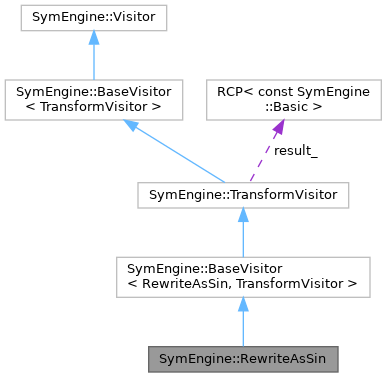 SymEngine::Visitor
SymEngine::BaseVisitor
< TransformVisitor >
RCP< const SymEngine
::Basic >
result_
SymEngine::TransformVisitor
SymEngine::BaseVisitor
< RewriteAsSin, TransformVisitor >
SymEngine::RewriteAsSin